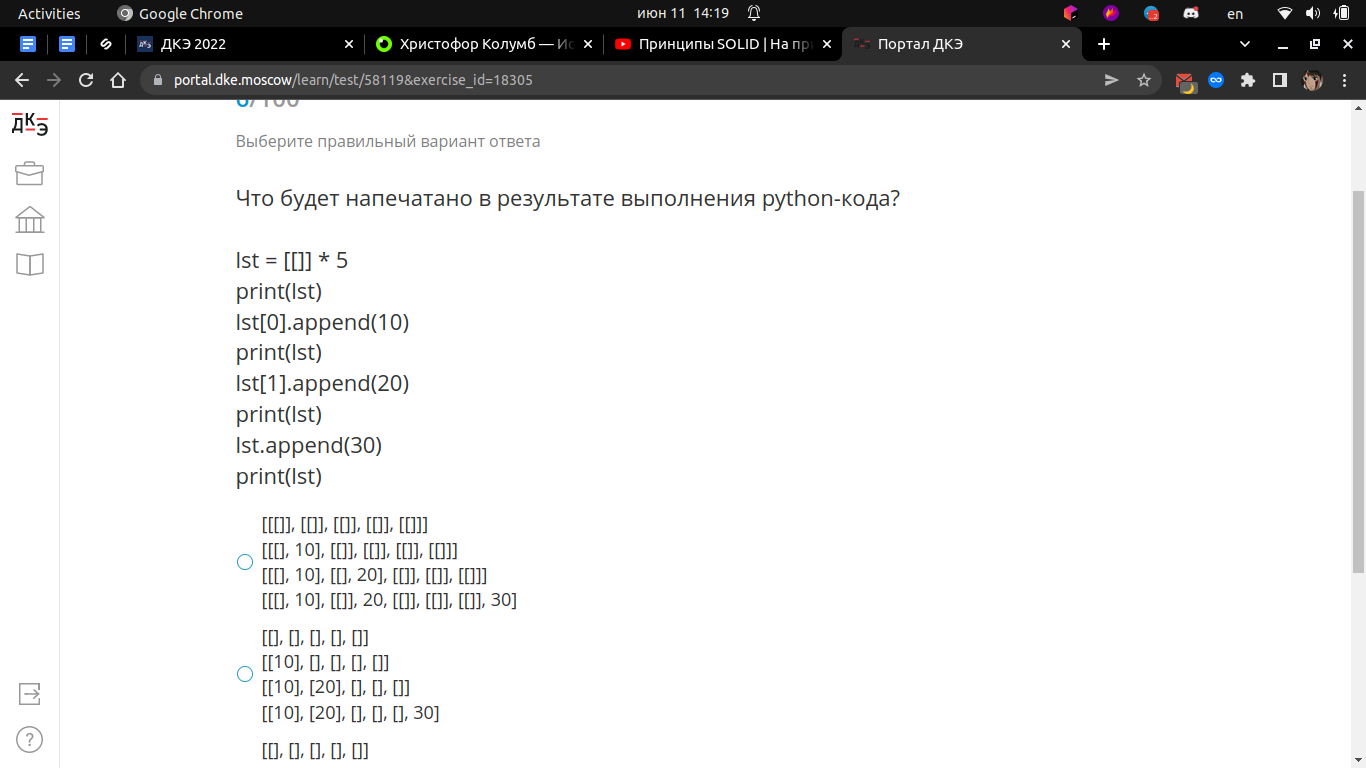 Activities Google Chrome июн 11 14:19 en
ДКЭ 2022 Христофор Колумб — Ис Принципы SOLID | На пр Портал ДКЭ
portal.dke.moscow/learn/test/58119&exercise_id=18305
ДКЭ
6/100
Выберите правильный вариант ответа
Что будет напечатано в результате выполнения python-кода?
lst = [[]] * 5
print(lst)
lst[0].append(10)
print(lst)
lst[1].append(20)
print(lst)
lst.append(30)
print(lst)
[[[]], [[]], [[]], [[]], [[]]]
[[[], 10], [[]], [[]], [[]], [[]]]
[[[], 10], [[], 20], [[]], [[]], [[]]]
[[[], 10], [[]], 20, [[]], [[]], [[]], 30]
[[], [], [], [], []]
[[10], [], [], [], []]
[[10], [20], [], [], []]
[[10], [20], [], [], [], 30]
[[], [], [], [], []]